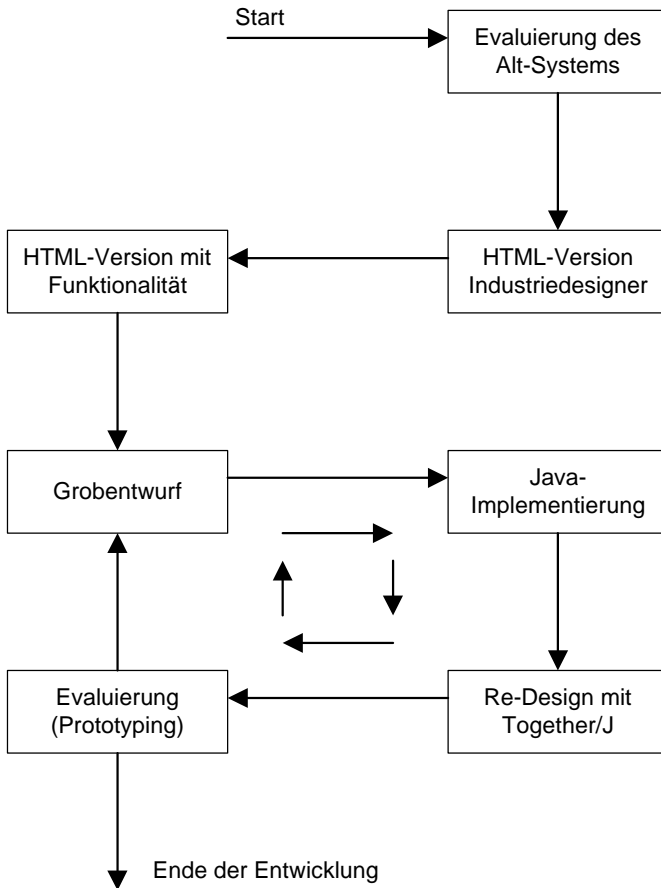 Start
Evaluierung des
Alt-Systems
HTML-Version mit
Funktionalität
HTML-Version
Industriedesigner
Grobentwurf
Java-
Implementierung
Evaluierung
(Prototyping)
Re-Design mit
Together/J
Ende der Entwicklung